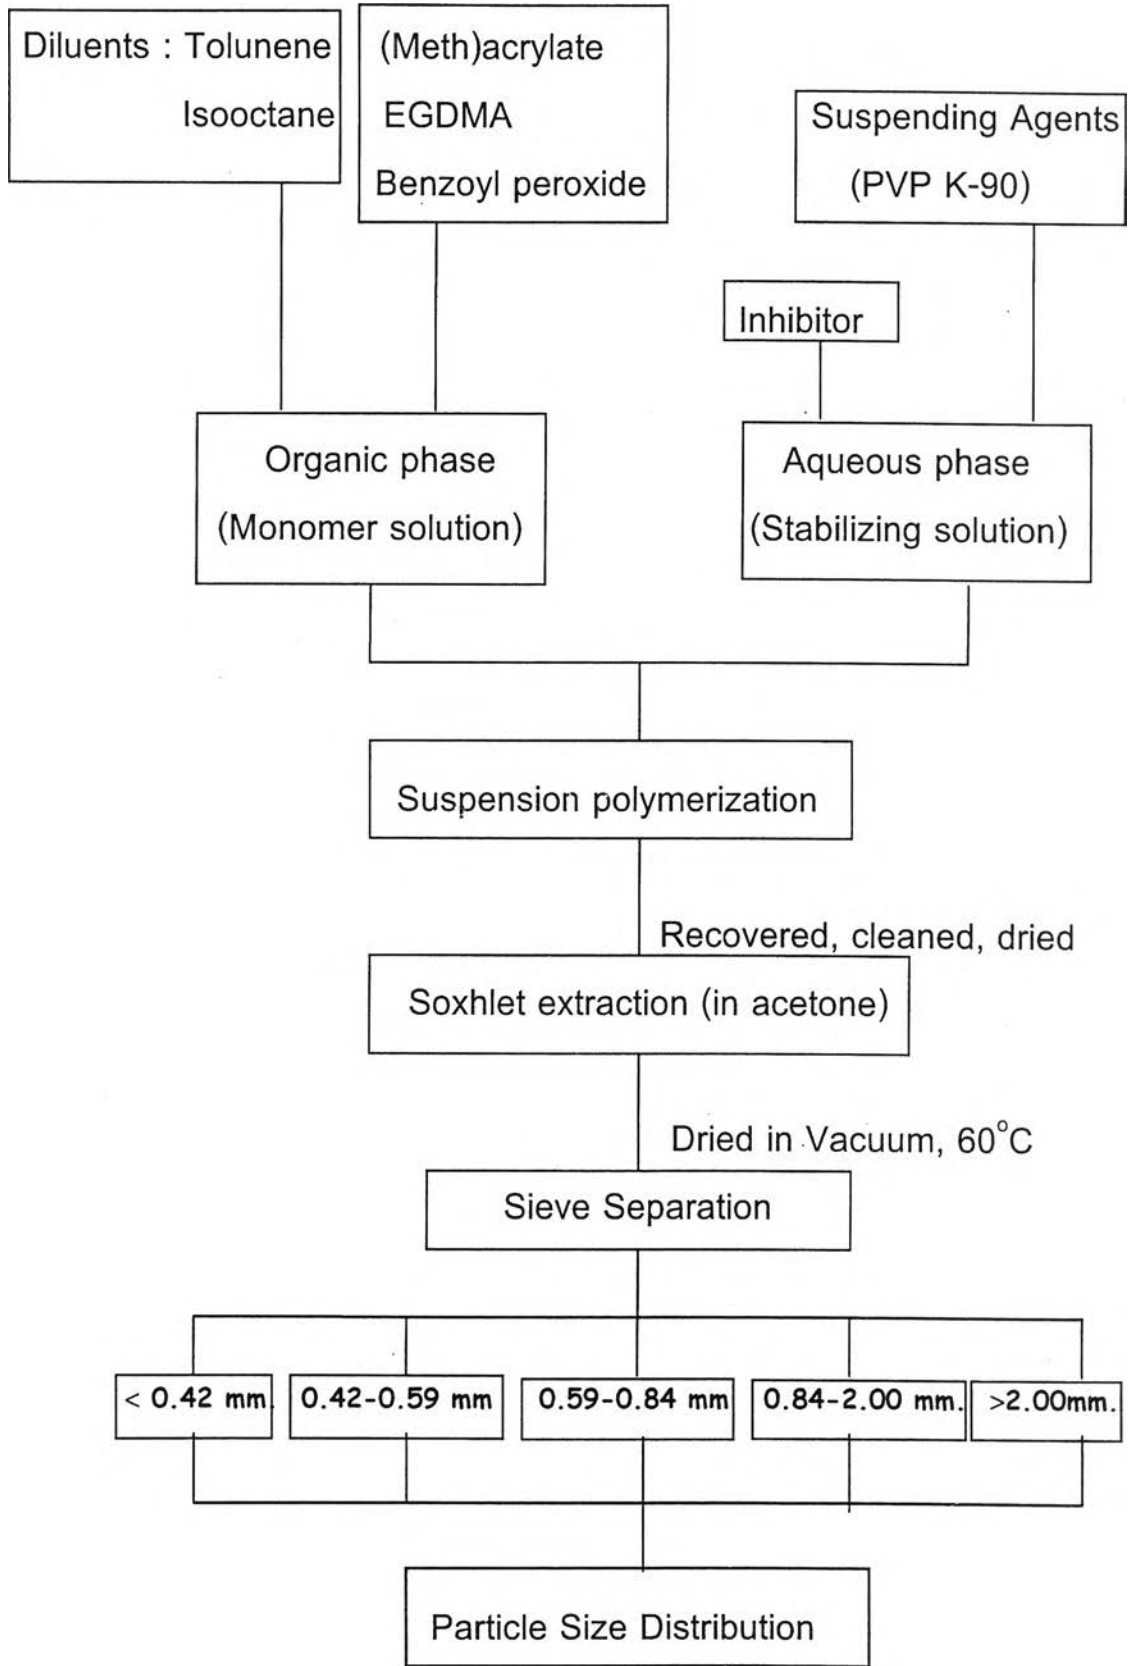 Diluents : Tolunene
Isooctane
(Meth)acrylate
EGDMA
Benzoyl peroxide
Suspending Agents
(PVP K-90)
Inhibitor
Organic phase
(Monomer solution)
Aqueous phase
(Stabilizing solution)
Suspension polymerization
Recovered, cleaned, dried
Soxhlet extraction (in acetone)
Dried in Vacuum, 60°C
Sieve Separation
< 0.42 mm.
0.42-0.59 mm
0.59-0.84 mm
0.84-2.00 mm.
>2.00mm.
Particle Size Distribution